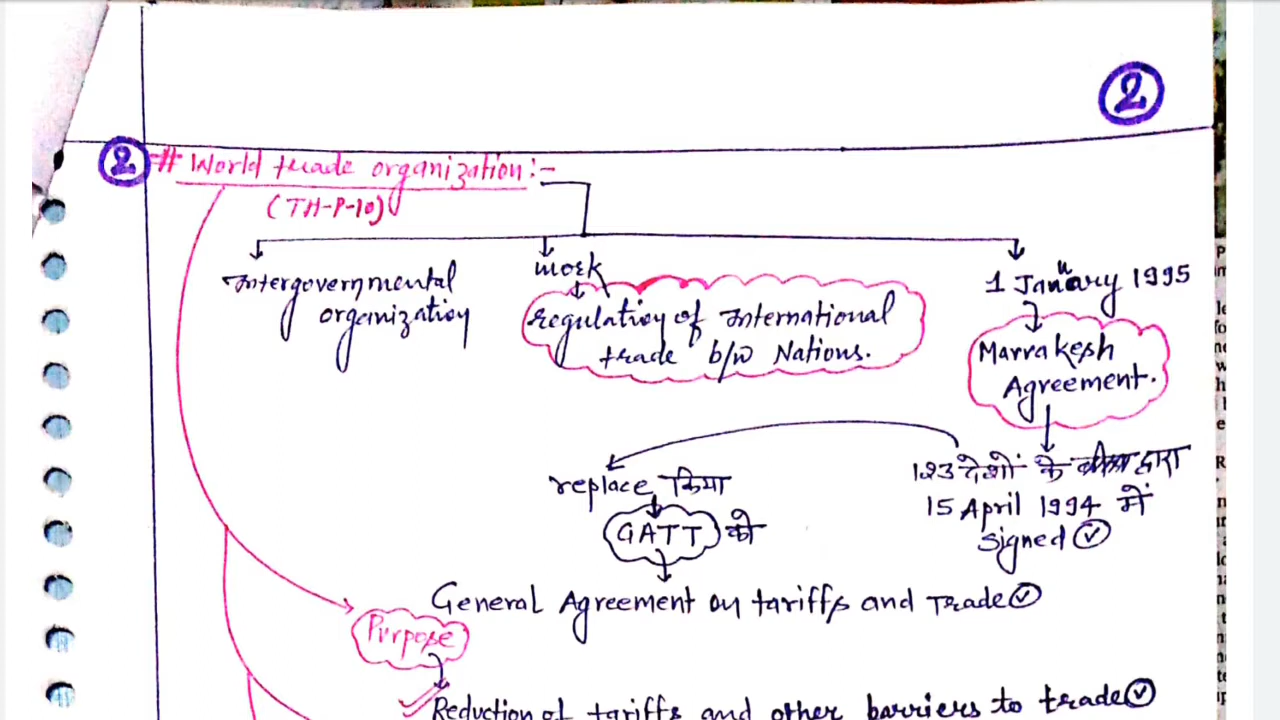 2
2 # World trade organization:-
(TH-P-10)
Intergovernmental
organization
work
regulation of International
trade b/w Nations.
1 January 1995
Marrakesh
Agreement.
123 देशों के द्वारा
15 April 1994 में
signed
replace किया
GATT को
General Agreement on tariffs and Trade
Purpose
Reduction of tariffs and other barriers to trade